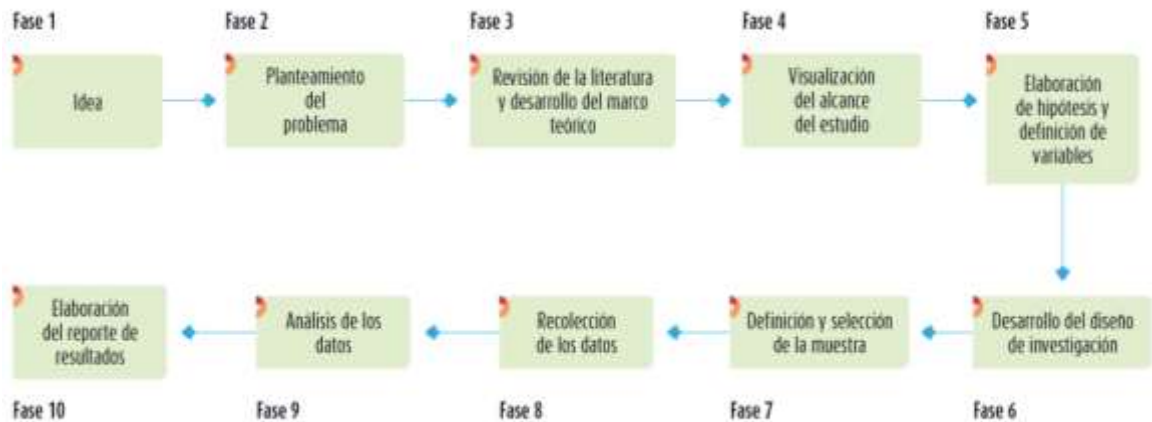 Fase 1
Idea
Fase 2
Planteamiento
del
problema
Fase 3
Revisión de la literatura
y desarrollo del marco
teórico
Fase 4
Visualización
del alcance
del estudio
Fase 5
Elaboración
de hipótesis y
definición de
variables
Desarrollo del diseño
de investigación
Fase 6
Definición y selección
de la muestra
Fase 7
Recolección
de los datos
Fase 8
Análisis de los
datos
Fase 9
Elaboración
del reporte de
resultados
Fase 10